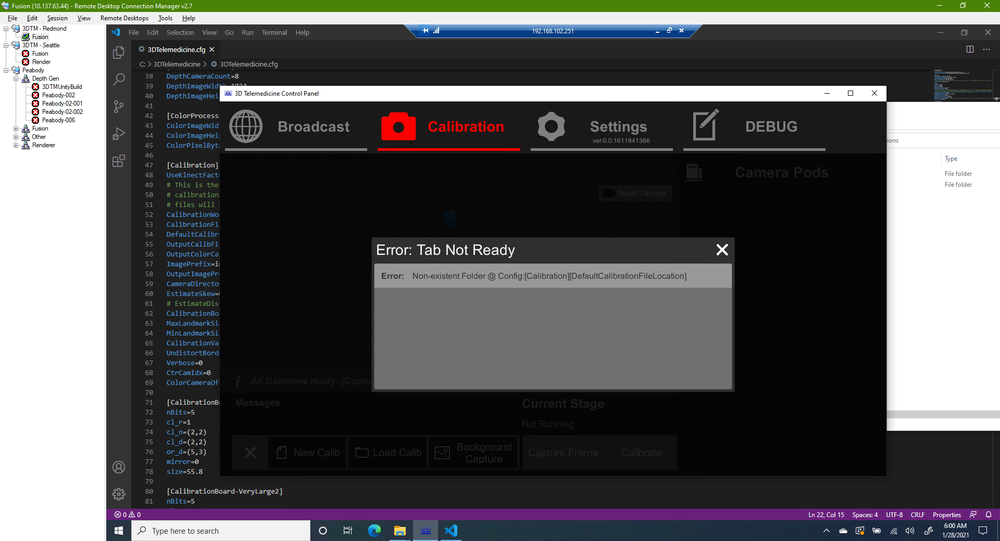 Fusion (10.137.63.44) - Remote Desktop Connection Manager v2.7
File Edit Session View Remote Desktops Tools Help
3DTM - Redmond
Fusion
3DTM - Seattle
Fusion
Render
Peabody
Depth Gen
3DTMUnityBuild
Peabody-002
Peabody-02-001
Peabody-02-002
Peabody-006
Fusion
Other
Renderer
192.168.102.251
File Edit Selection View Go Run Terminal Help
3DTelemedicine.cfg
C: > 3DTelemedicine > 3DTelemedicine.cfg
38 DepthCameraCount=8
39 DepthImageWidth=1024
40 DepthImageHei
41
42 [ColorProcess
43 ColorImageWid
44 ColorImageHei
45 ColorPixelByt
46
47 [Calibration]
48 UseKinectFact
49 # This is the
50 # calibration
51 # files will
52 CalibrationWo
53 CalibrationFi
54 DefaultCalibr
55 OutputCalibFi
56 OutputColorCa
57 ImagePrefix=i
58 OutputImagePr
59 CameraDirecto
60 EstimateSkew=
61 # EstimateDis
62 CalibrationBo
63 MaxLandmarkSi
64 MinLandmarkSi
65 CalibrationVa
66 UndistortBord
67 Verbose=0
68 CtrCamIdx=0
69 ColorCameraOf
70
71 [CalibrationB
72 nBits=5
73 cl_r=1
74 cl_n=(2,2)
75 cl_d=(2,2)
76 or_d=(5,3)
77 mirror=0
78 size=55.8
79
80 [CalibrationBoard-VeryLarge2]
81 nBits=5
3D Telemedicine Control Panel
Broadcast
Calibration
Settings
ver:0.0.1611841366
DEBUG
Camera Pods
Reset Camera
Error: Tab Not Ready
Error: Non-existent Folder @ Config:[Calibration][DefaultCalibrationFileLocation]
All Daemons ready: [Captu
Messages
Current Stage
Not Running
New Calib
Load Calib
Background Capture
Capture Frame
Calibrate
ions
Type
File folder
File folder
0 0
Ln 22, Col 15 Spaces: 4 UTF-8 CRLF Properties
Type here to search
6:00 AM
1/28/2021